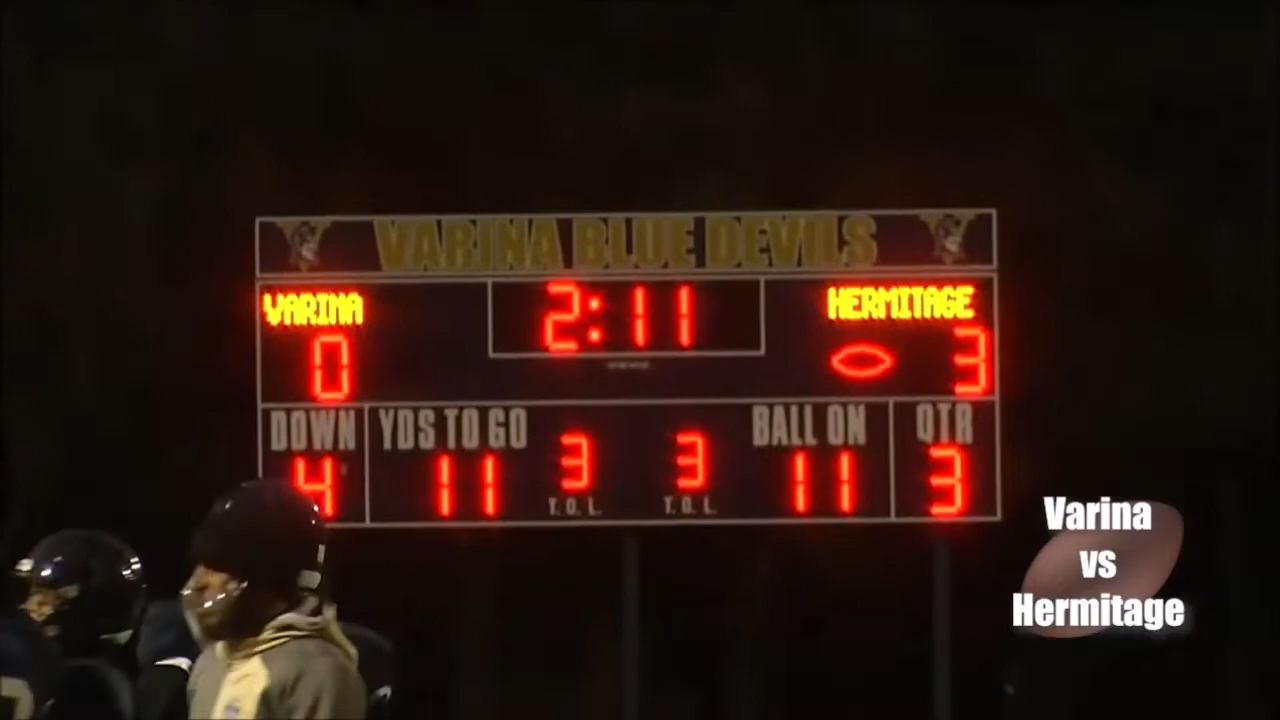 VARINA BLUE DEVILS
VARINA 2:11 HERMITAGE
0 3
DOWN YDS TO GO BALL ON QTR
4 11 3 3 11 3
T. O. L. T. O. L.
Varina
vs
Hermitage